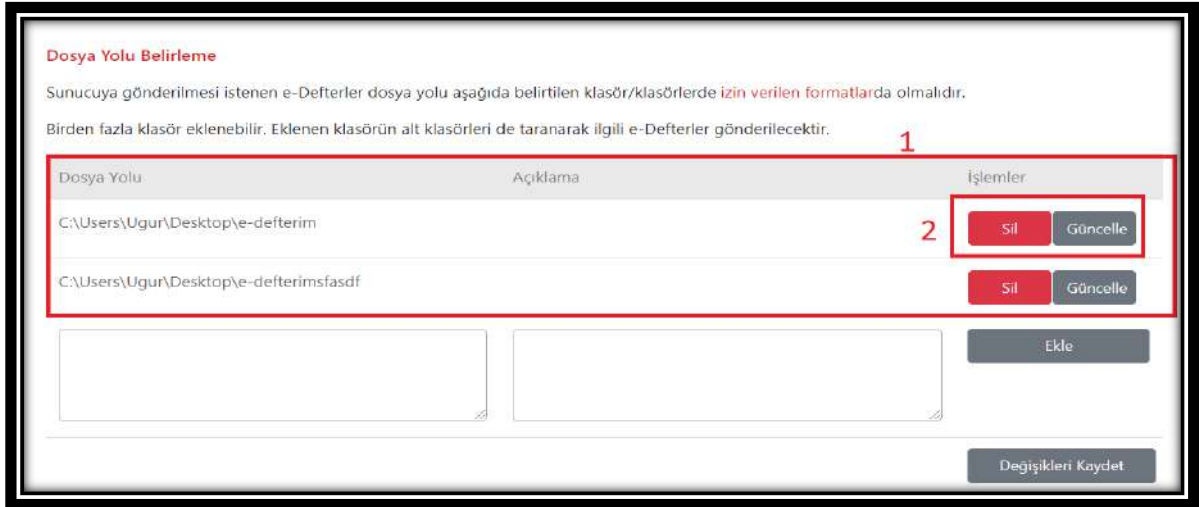 Dosya Yolu Belirleme
Sunucuya gönderilmesi istenen e-Defterler dosya yolu aşağıda belirtilen klasör/klasörlerde izin verilen formatlarda olmalıdır.
Birden fazla klasör eklenebilir. Eklenen klasörün alt klasörleri de taranarak ilgili e-Defterler gönderilecektir.
1
Dosya Yolu Açıklama İşlemler
C:\Users\Ugur\Desktop\e-defterim 2 Sil Güncelle
C:\Users\Ugur\Desktop\e-defterimsfasdf Sil Güncelle
Ekle
Değişikleri Kaydet